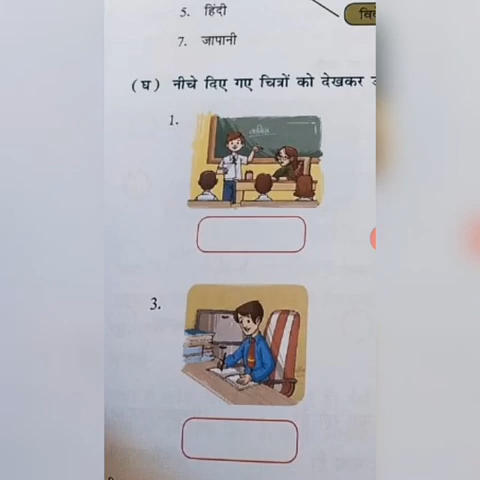 5. हिंदी
7. जापानी
(घ) नीचे दिए गए चित्रों को देखकर
1.
3.